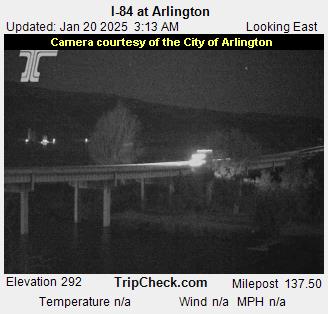 I-84 at Arlington
Updated: Jan 20 2025  3:13 AM
Looking East
Camera courtesy of the City of Arlington
Elevation 292
TripCheck.com
Milepost 137.50
Temperature n/a
Wind n/a MPH n/a